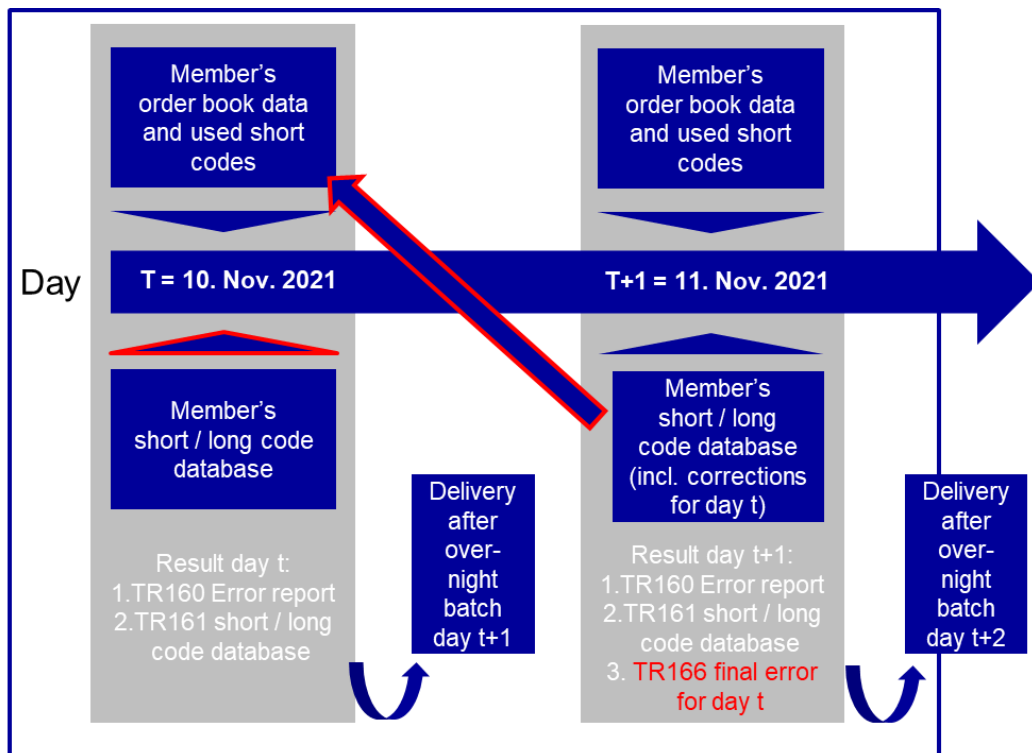 Member's
order book data
and used short
codes
Member's
order book data
and used short
codes
Day
T = 10. Nov. 2021
T+1 = 11. Nov. 2021
Member's
short / long code
database
Member's
short / long
code database
(incl. corrections
for day t)
Delivery
after
over-
night
batch
day t+1
Delivery
after
over-
night
batch
day t+2
Result day t:
1.TR160 Error report
2.TR161 short / long
code database
Result day t+1:
1.TR160 Error report
2.TR161 short / long
code database
3. TR166 final error
for day t